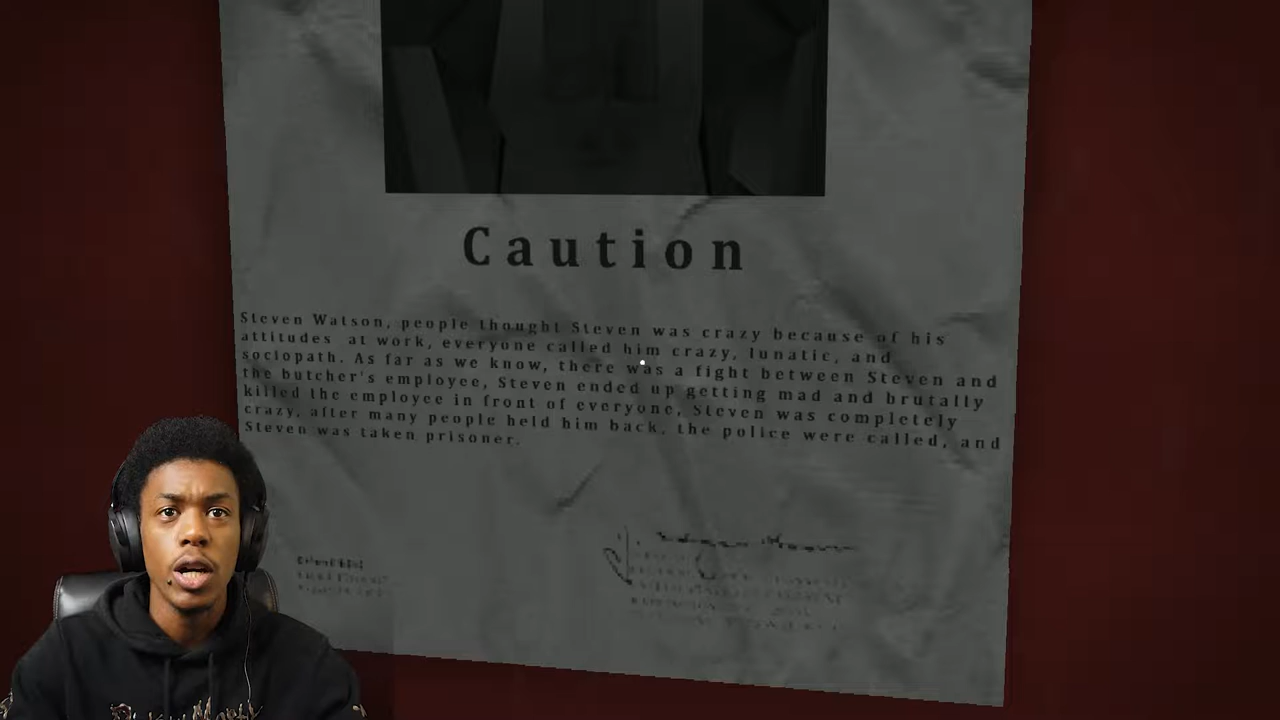 Caution
Steven Watson, people thought Steven was crazy because of his
attitudes at work, everyone called him crazy, lunatic, and
sociopath. As far as we know, there was a fight between Steven and
the butcher's employee, Steven ended up getting mad and brutally
killed the employee in front of everyone, Steven was completely
crazy, after many people held him back, the police were called, and
Steven was taken prisoner.